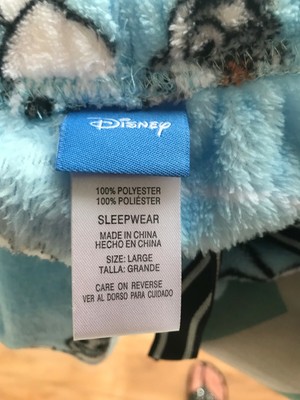 Disney
100% POLYESTER
100% POLIÉSTER
SLEEPWEAR
MADE IN CHINA
HECHO EN CHINA
SIZE: LARGE
TALLA: GRANDE
CARE ON REVERSE
VER AL DORSO PARA CUIDADO